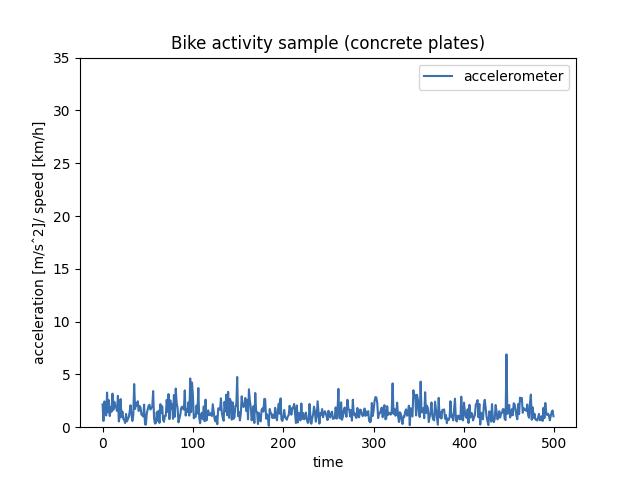 Bike activity sample (concrete plates)
accelerometer
35
30
25
20
15
10
5
0
acceleration [m/sˆ2]/ speed [km/h]
0 100 200 300 400 500
time